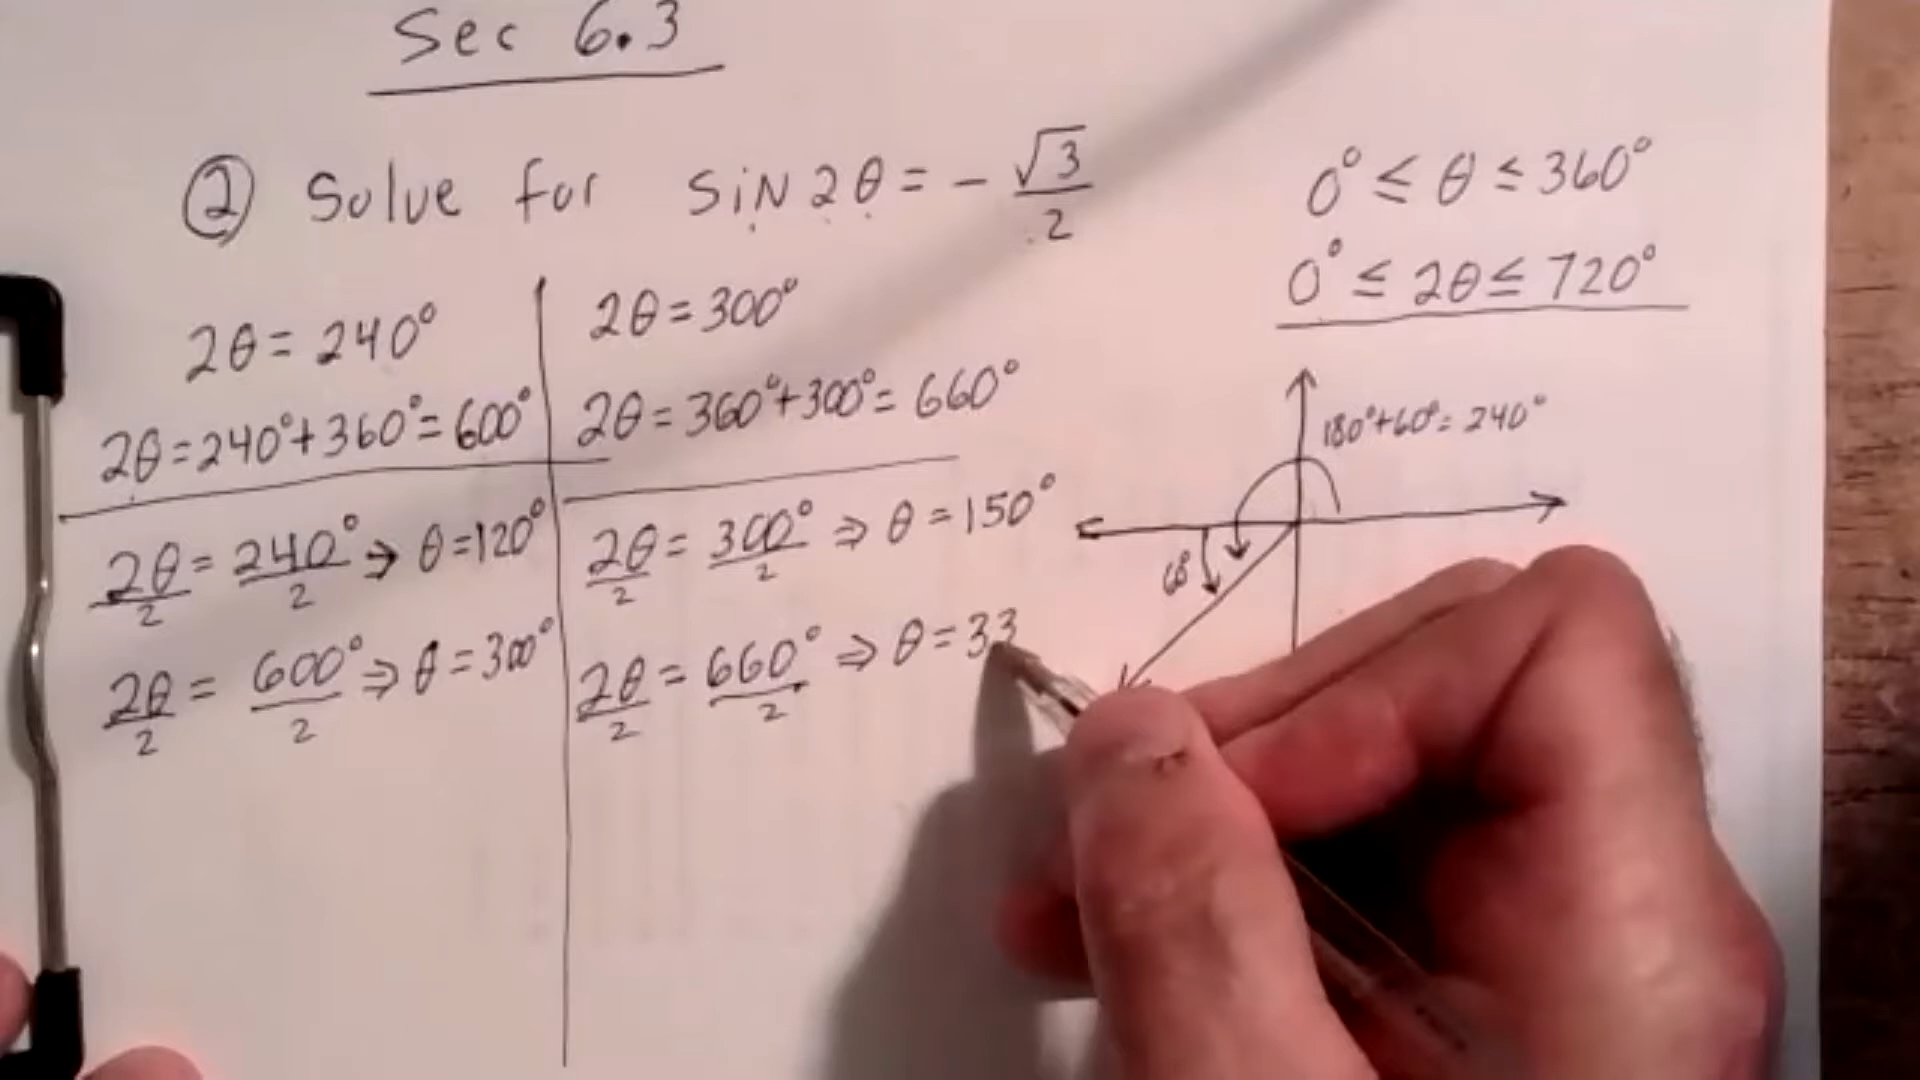 Sec 6.3
② Solve for SiN 2θ = - √3/2
0° ≤ θ ≤ 360°
0° ≤ 2θ ≤ 720°
2θ = 240°
2θ = 240° + 360° = 600°
2θ = 300°
2θ = 360° + 300° = 660°
2θ/2 = 240°/2 ⇒ θ = 120°
2θ/2 = 600°/2 ⇒ θ = 300°
2θ/2 = 300°/2 ⇒ θ = 150°
2θ/2 = 660°/2 ⇒ θ = 33
180° + 60° = 240°
60°